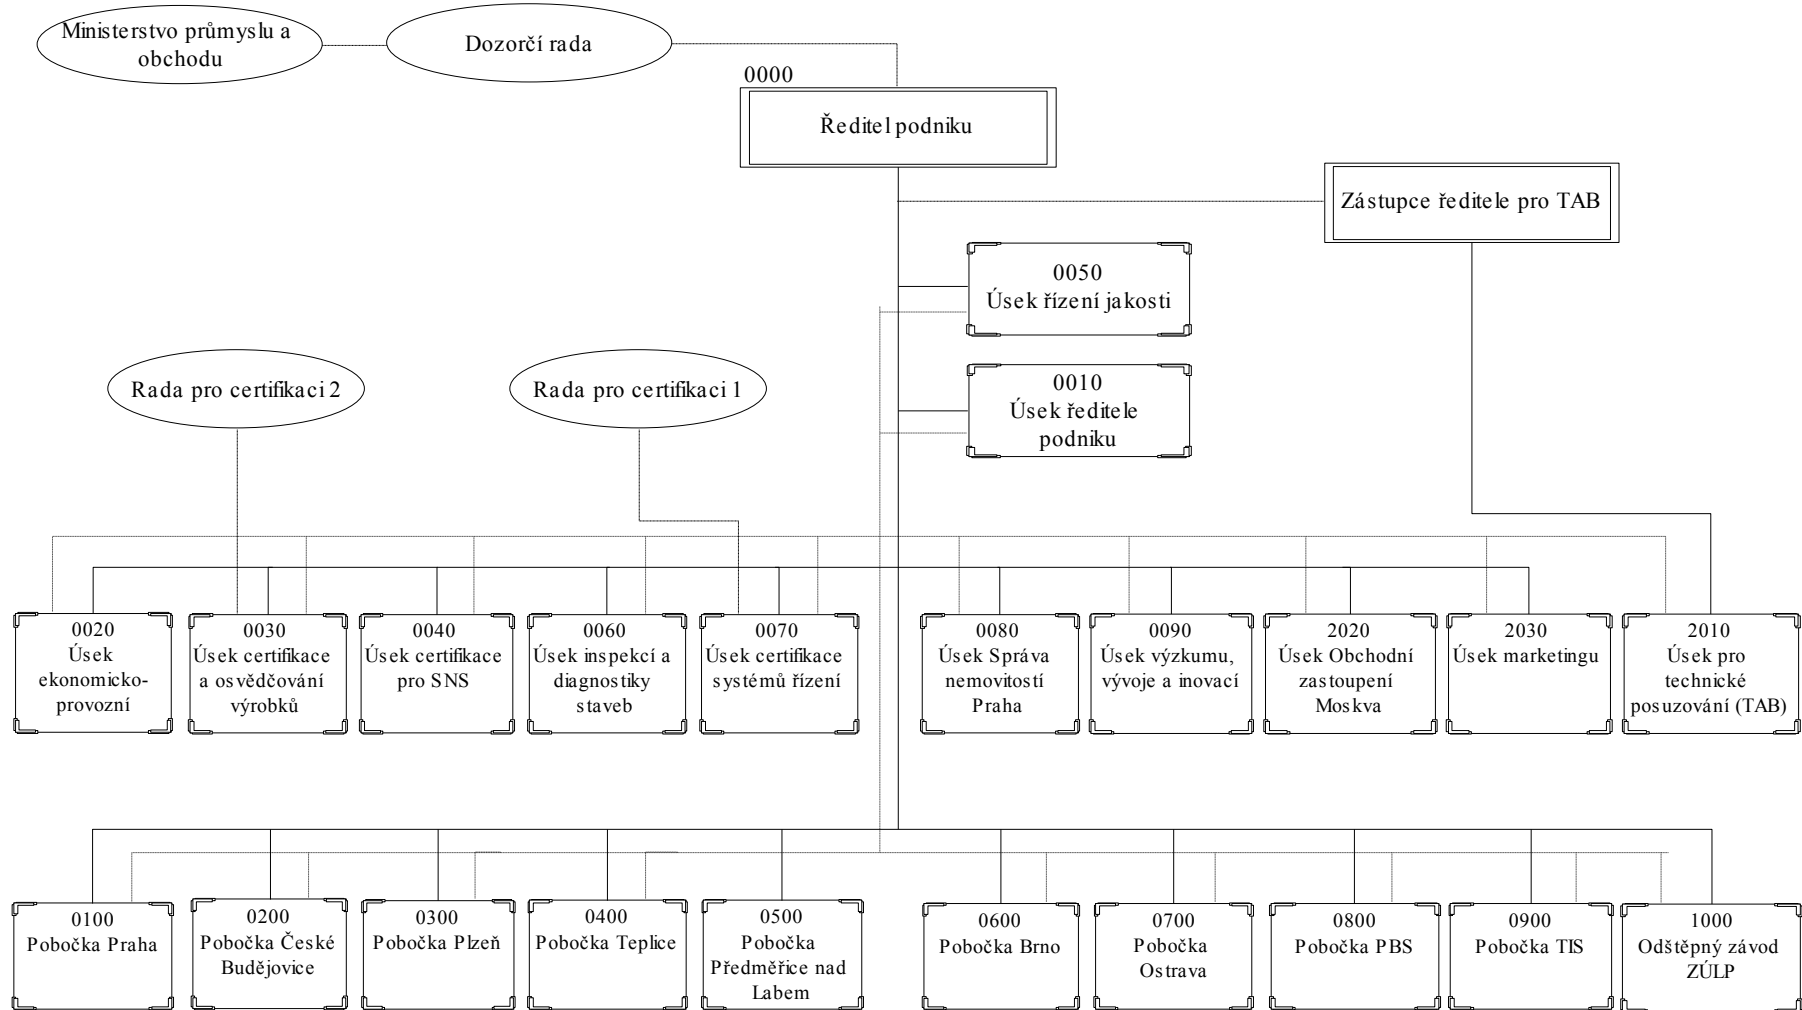 Ministerstvo průmyslu a
obchodu
Dozorčí rada
0000
Ředitel podniku
Zástupce ředitele pro TAB
0050
Úsek řízení jakosti
0010
Úsek ředitele
podniku
Rada pro certifikaci 2
Rada pro certifikaci 1
0020
Úsek
ekonomicko-
provozní
0030
Úsek certifikace
a osvědčování
výrobků
0040
Úsek certifikace
pro SNS
0060
Úsek inspekcí a
diagnostiky
staveb
0070
Úsek certifikace
systémů řízení
0080
Úsek Správa
nemovitostí
Praha
0090
Úsek výzkumu,
vývoje a inovací
2020
Úsek Obchodní
zastoupení
Moskva
2030
Úsek marketingu
2010
Úsek pro
technické
posuzování (TAB)
0100
Pobočka Praha
0200
Pobočka České
Budějovice
0300
Pobočka Plzeň
0400
Pobočka Teplice
0500
Pobočka
Předměřice nad
Labem
0600
Pobočka Brno
0700
Pobočka
Ostrava
0800
Pobočka PBS
0900
Pobočka TIS
1000
Odštěpný závod
ZÚLP